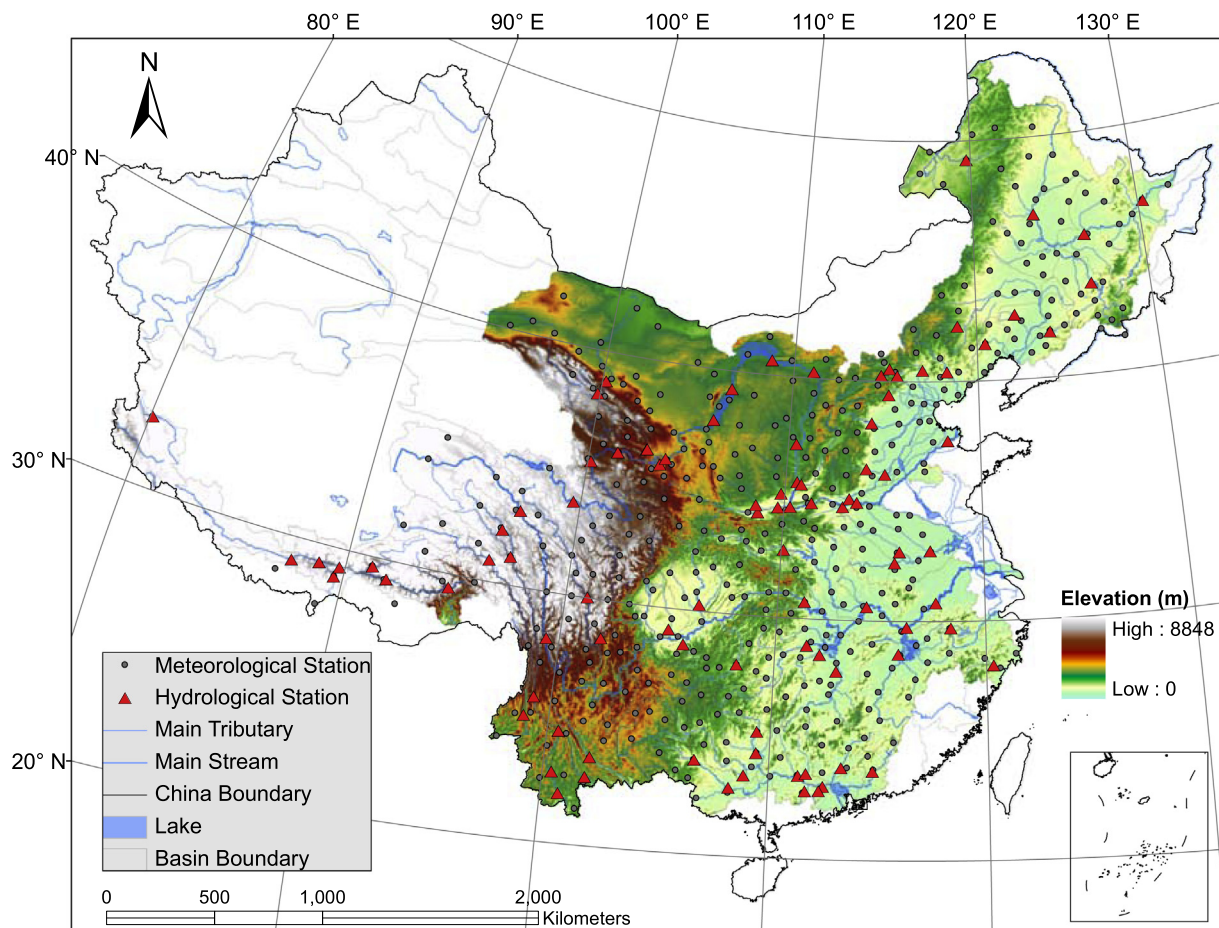 80° E 90° E 100° E 110° E 120° E 130° E
N
40° N
30° N
20° N
Elevation (m)
High : 8848
Low : 0
Meteorological Station
Hydrological Station
Main Tributary
Main Stream
China Boundary
Lake
Basin Boundary
0 500 1,000 2,000
Kilometers